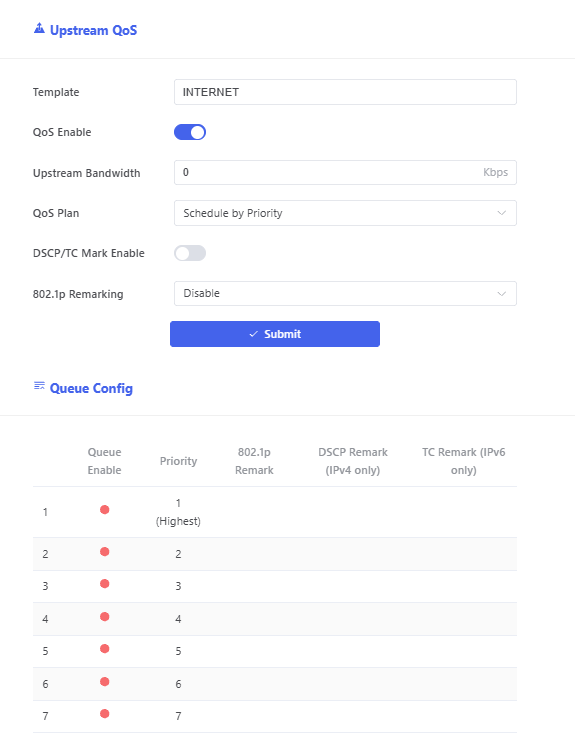 Upstream QoS
Template INTERNET
QoS Enable
Upstream Bandwidth 0 Kbps
QoS Plan Schedule by Priority
DSCP/TC Mark Enable
802.1p Remarking Disable
Submit
Queue Config
Queue Enable Priority 802.1p Remark DSCP Remark (IPv4 only) TC Remark (IPv6 only)
1 1 (Highest)
2 2
3 3
4 4
5 5
6 6
7 7